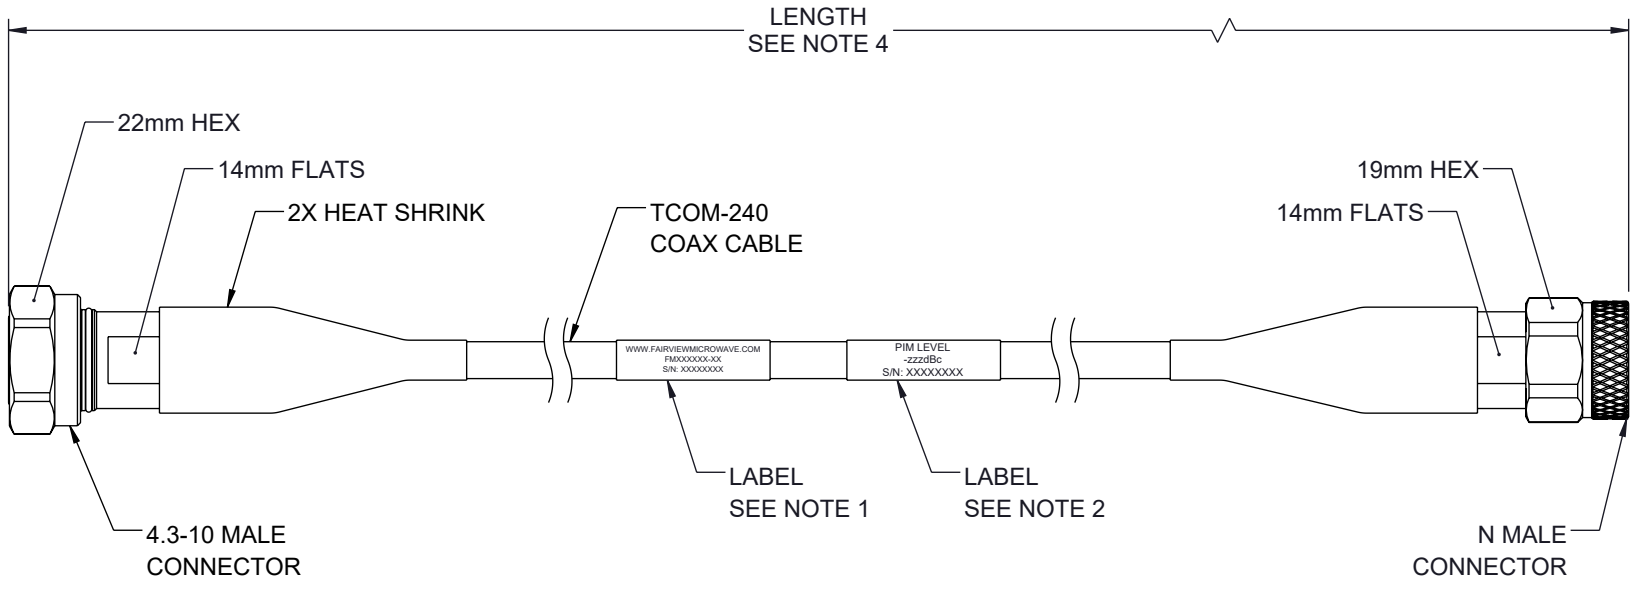 LENGTH
SEE NOTE 4
22mm HEX
14mm FLATS
2X HEAT SHRINK
TCOM-240
COAX CABLE
19mm HEX
14mm FLATS
WWW.FAIRVIEWMICROWAVE.COM
FMXXXXXX-XX
S/N: XXXXXXXX
PIM LEVEL
-zzzdBc
S/N: XXXXXXXX
LABEL
SEE NOTE 1
LABEL
SEE NOTE 2
4.3-10 MALE
CONNECTOR
N MALE
CONNECTOR